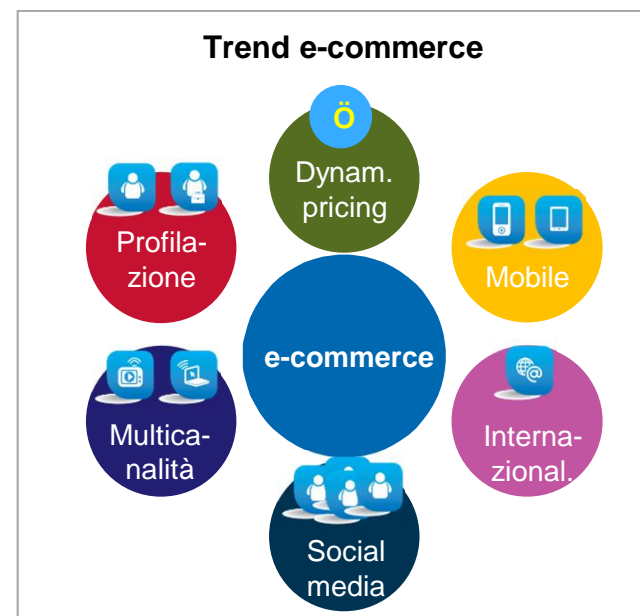 Trend e-commerce
Ö
Dynam.
pricing
Profila-
zione
Mobile
e-commerce
Multica-
nalità
Interna-
zional.
Social
media